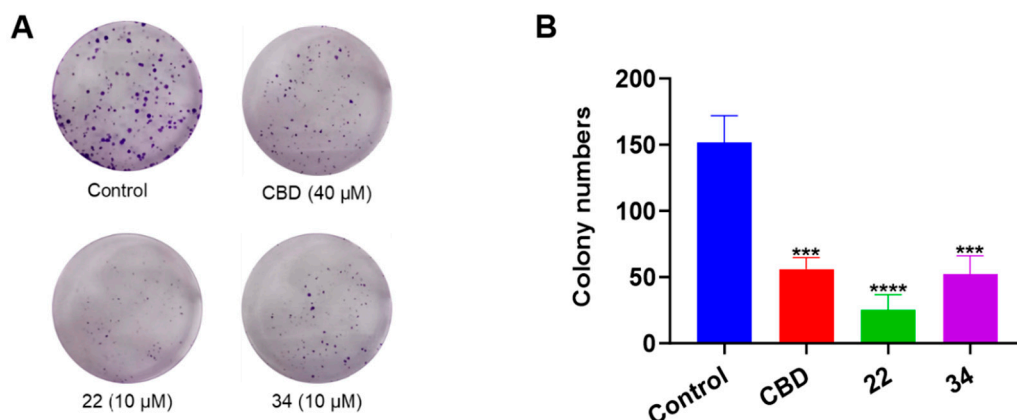 A
Control
CBD (40 µM)
22 (10 µM)
34 (10 µM)
B
Colony numbers
200
150
100
50
0
***
****
***
Control
CBD
22
34